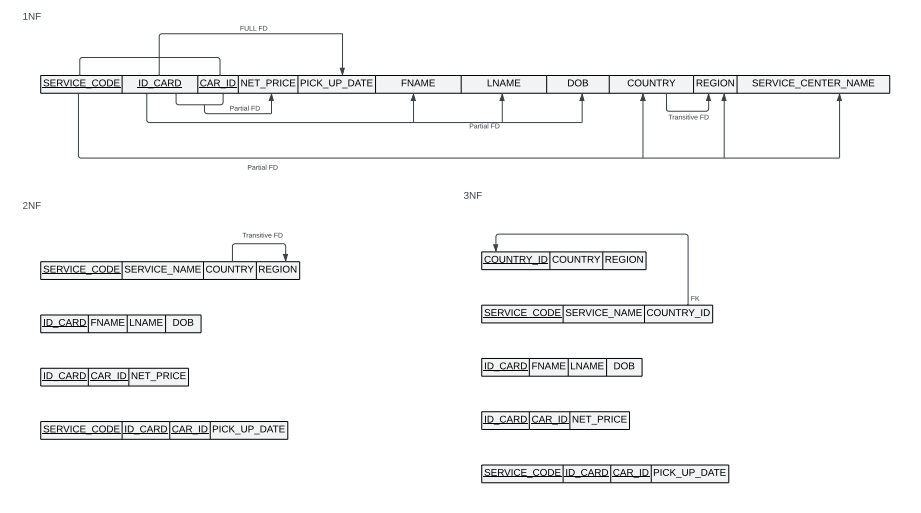 1NF
FULL FD
SERVICE_CODE ID_CARD CAR_ID NET_PRICE PICK_UP_DATE FNAME LNAME DOB COUNTRY REGION SERVICE_CENTER_NAME
Partial FD
Transitive FD
Partial FD
Partial FD
2NF
Transitive FD
SERVICE_CODE SERVICE_NAME COUNTRY REGION
ID_CARD FNAME LNAME DOB
ID_CARD CAR_ID NET_PRICE
SERVICE_CODE ID_CARD CAR_ID PICK_UP_DATE
3NF
COUNTRY_ID COUNTRY REGION
FK
SERVICE_CODE SERVICE_NAME COUNTRY_ID
ID_CARD FNAME LNAME DOB
ID_CARD CAR_ID NET_PRICE
SERVICE_CODE ID_CARD CAR_ID PICK_UP_DATE